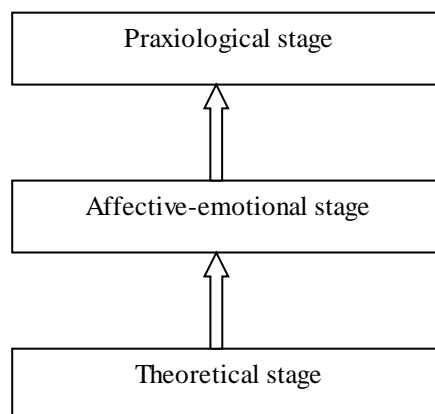 Praxiological stage
Affective-emotional stage
Theoretical stage